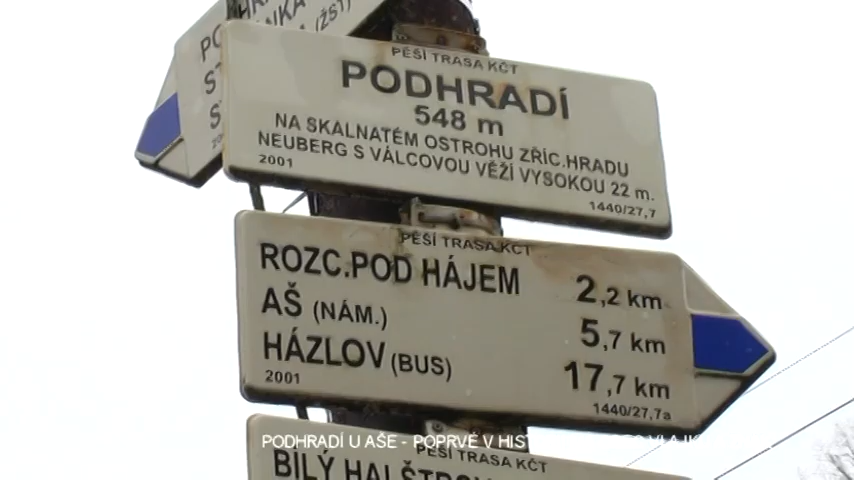 PĚŠÍ TRASA KČT
PODHRADÍ
548 m
NA SKALNATÉM OSTROHU ZŘÍC.HRADU
NEUBERG S VÁLCOVOU VĚŽÍ VYSOKOU 22 m.
2001
1440/27,7
PĚŠÍ TRASA KČT
ROZC.POD HÁJEM 2,2 km
AŠ (NÁM.) 5,7 km
HÁZLOV (BUS) 17,7 km
2001
1440/27,7a
PODHRADÍ U AŠE - POPRVÉ V
PĚŠÍ TRASA KČT
BÍLÝ